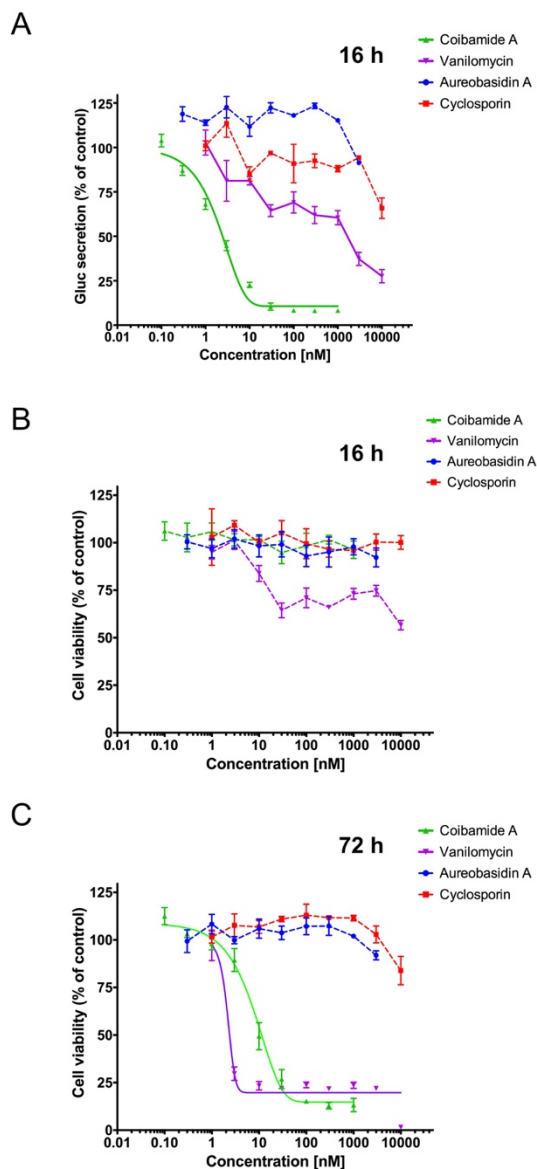 A
16 h
Coibamide A
Vanilomycin
Aureobasidin A
Cyclosporin
125
100
75
50
25
0
Gluc secretion (% of control)
0.01 0.10 1 10 100 1000 10000
Concentration [nM]
B
16 h
Coibamide A
Vanilomycin
Aureobasidin A
Cyclosporin
125
100
75
50
25
0
Cell viability (% of control)
0.01 0.10 1 10 100 1000 10000
Concentration [nM]
C
72 h
Coibamide A
Vanilomycin
Aureobasidin A
Cyclosporin
125
100
75
50
25
0
Cell viability (% of control)
0.01 0.10 1 10 100 1000 10000
Concentration [nM]